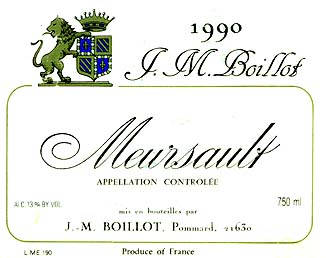 1990
J. M. Boillot
Meursault
APPELLATION CONTROLÉE
ALC. 13 % BY VOL.
750 ml
mis en bouteilles par
J.-M. BOILLOT, Pommard, 21630
L ME 190
Produce of France